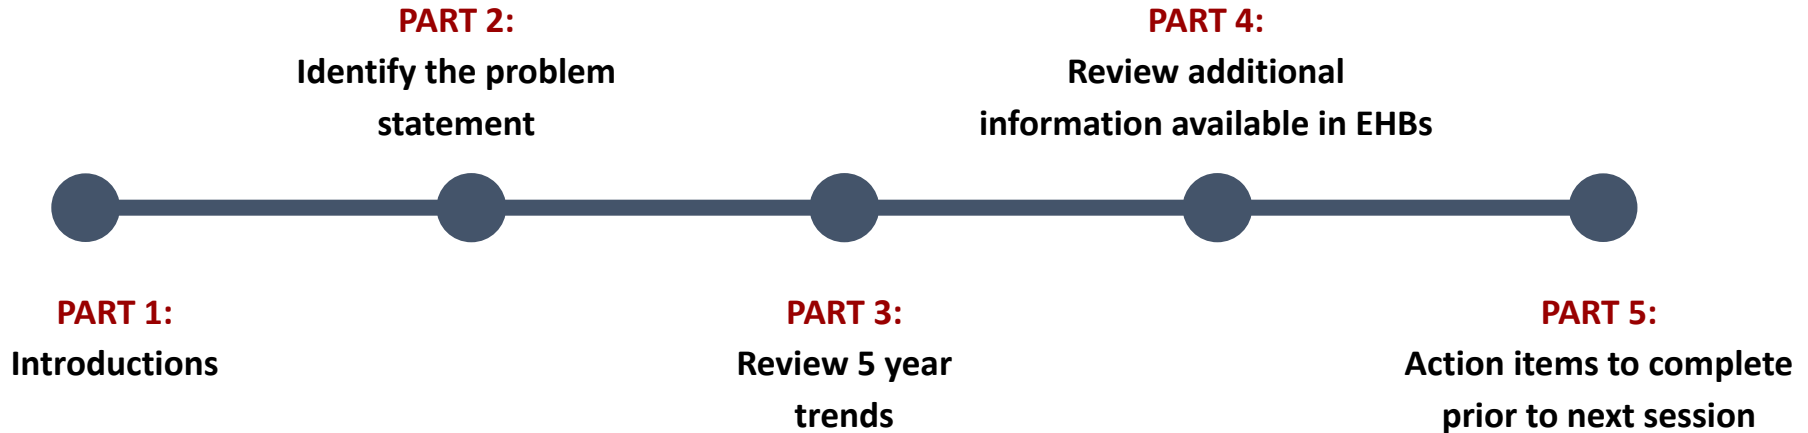 PART 1:
Introductions
PART 2:
Identify the problem
statement
PART 3:
Review 5 year
trends
PART 4:
Review additional
information available in EHBs
PART 5:
Action items to complete
prior to next session